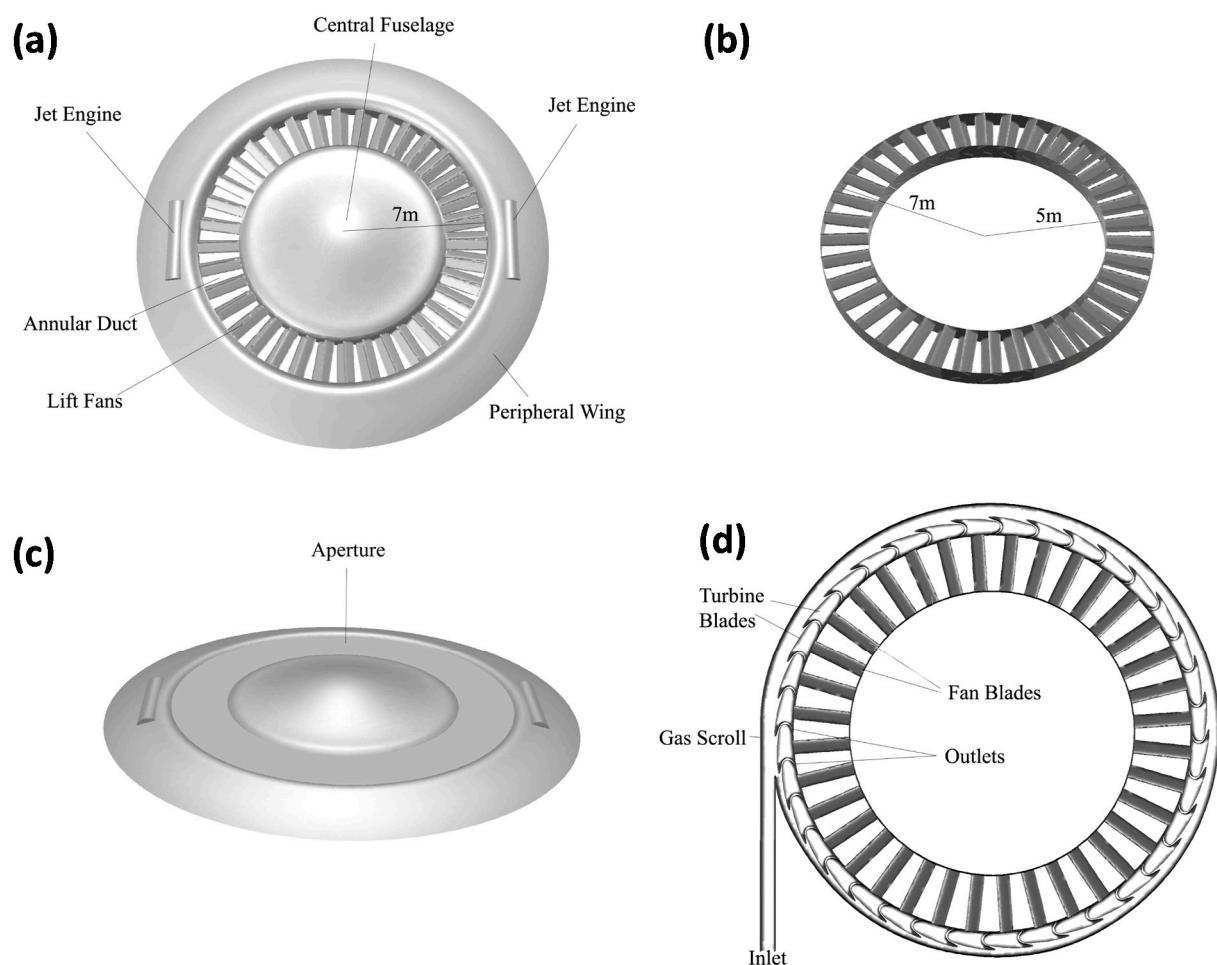 (a)
Central Fuselage
Jet Engine
Jet Engine
7m
Annular Duct
Lift Fans
Peripheral Wing
(b)
7m
5m
(c)
Aperture
(d)
Turbine
Blades
Fan Blades
Gas Scroll
Outlets
Inlet